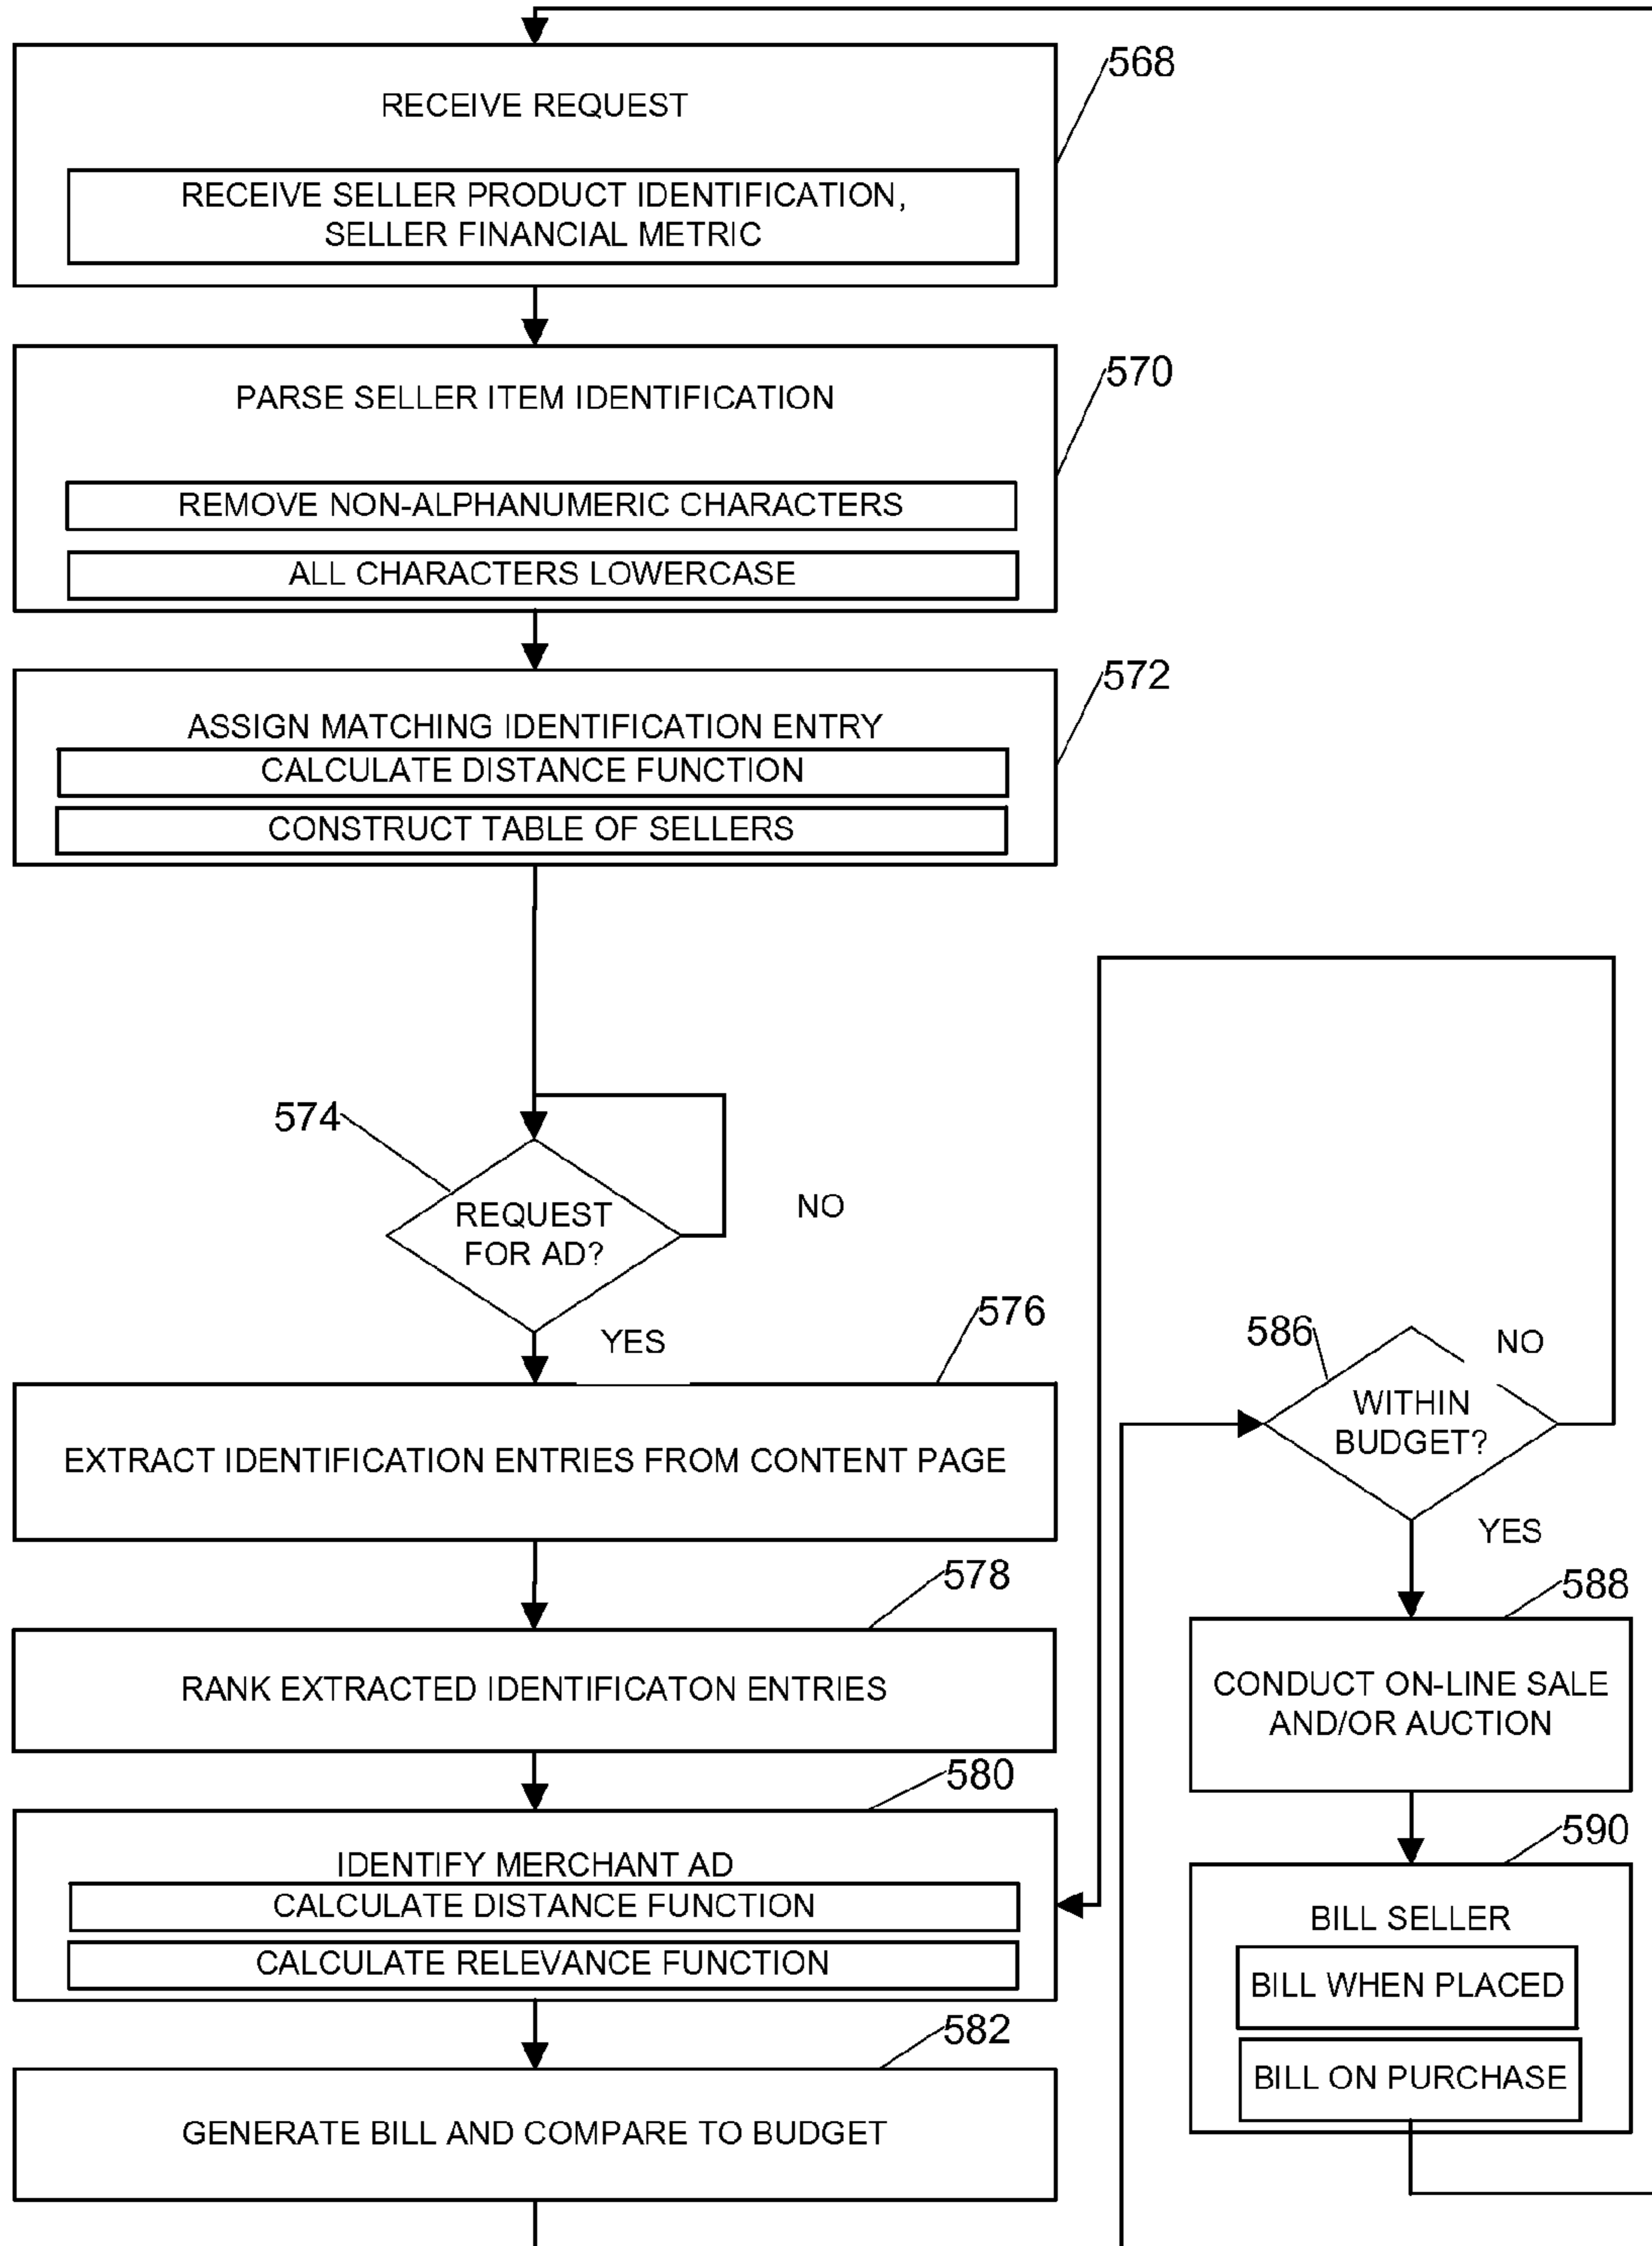 568
RECEIVE REQUEST
RECEIVE SELLER PRODUCT IDENTIFICATION,
SELLER FINANCIAL METRIC
570
PARSE SELLER ITEM IDENTIFICATION
REMOVE NON-ALPHANUMERIC CHARACTERS
ALL CHARACTERS LOWERCASE
572
ASSIGN MATCHING IDENTIFICATION ENTRY
CALCULATE DISTANCE FUNCTION
CONSTRUCT TABLE OF SELLERS
574
REQUEST
FOR AD?
NO
YES
576
EXTRACT IDENTIFICATION ENTRIES FROM CONTENT PAGE
578
RANK EXTRACTED IDENTIFICATON ENTRIES
580
IDENTIFY MERCHANT AD
CALCULATE DISTANCE FUNCTION
CALCULATE RELEVANCE FUNCTION
582
GENERATE BILL AND COMPARE TO BUDGET
586
NO
WITHIN
BUDGET?
YES
588
CONDUCT ON-LINE SALE
AND/OR AUCTION
590
BILL SELLER
BILL WHEN PLACED
BILL ON PURCHASE